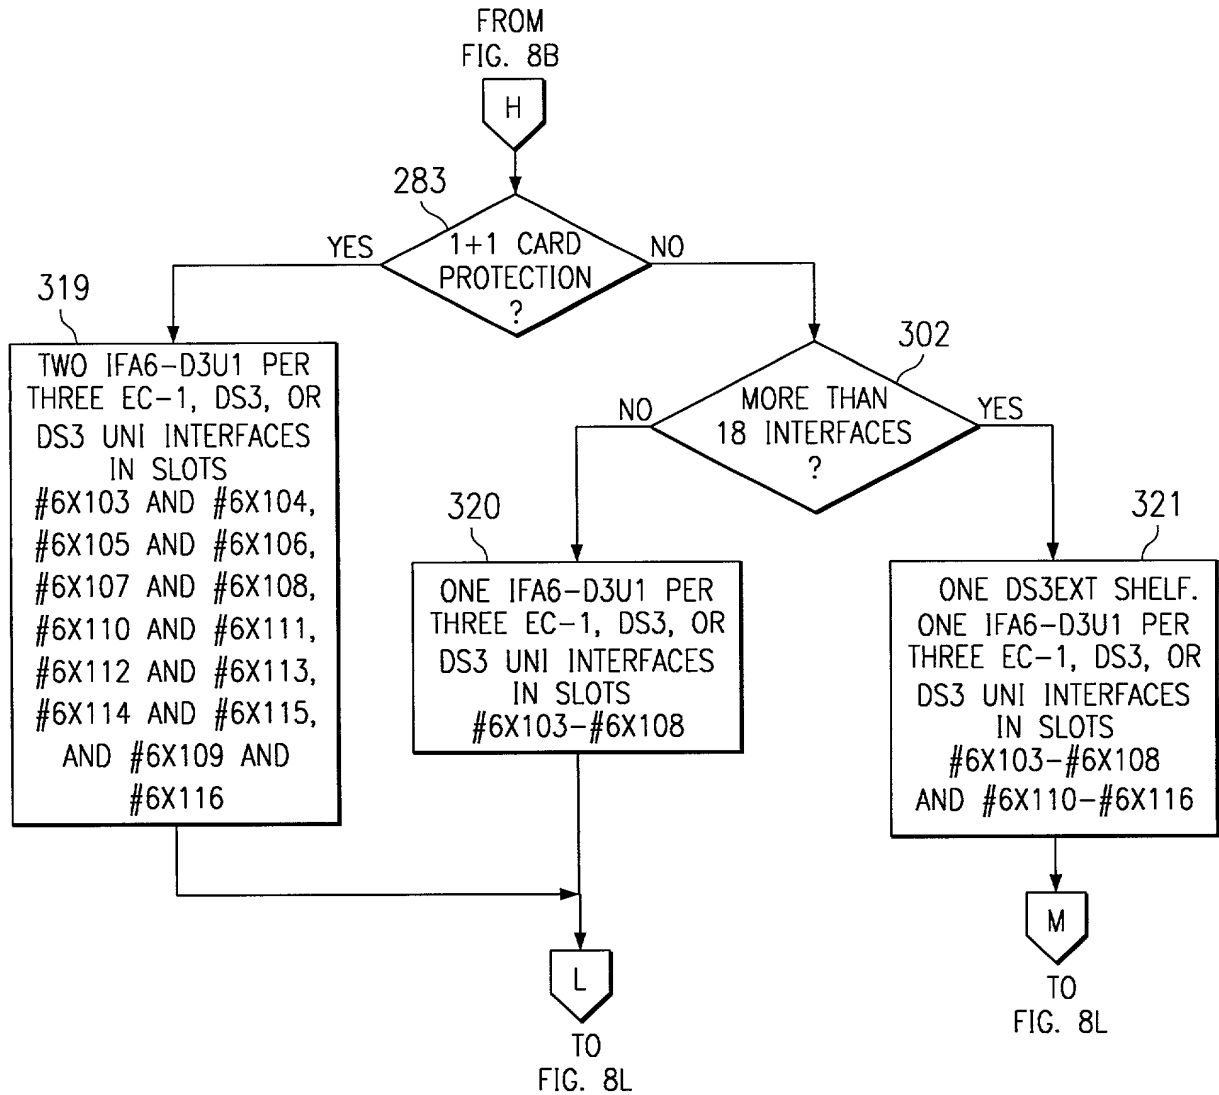 FROM
FIG. 8B
H
283
1+1 CARD
PROTECTION
?
YES
NO
319
TWO IFA6-D3U1 PER
THREE EC-1, DS3, OR
DS3 UNI INTERFACES
IN SLOTS
#6X103 AND #6X104,
#6X105 AND #6X106,
#6X107 AND #6X108,
#6X110 AND #6X111,
#6X112 AND #6X113,
#6X114 AND #6X115,
AND #6X109 AND
#6X116
302
MORE THAN
18 INTERFACES
?
NO
YES
320
ONE IFA6-D3U1 PER
THREE EC-1, DS3, OR
DS3 UNI INTERFACES
IN SLOTS
#6X103-#6X108
321
ONE DS3EXT SHELF.
ONE IFA6-D3U1 PER
THREE EC-1, DS3, OR
DS3 UNI INTERFACES
IN SLOTS
#6X103-#6X108
AND #6X110-#6X116
L
TO
FIG. 8L
M
TO
FIG. 8L